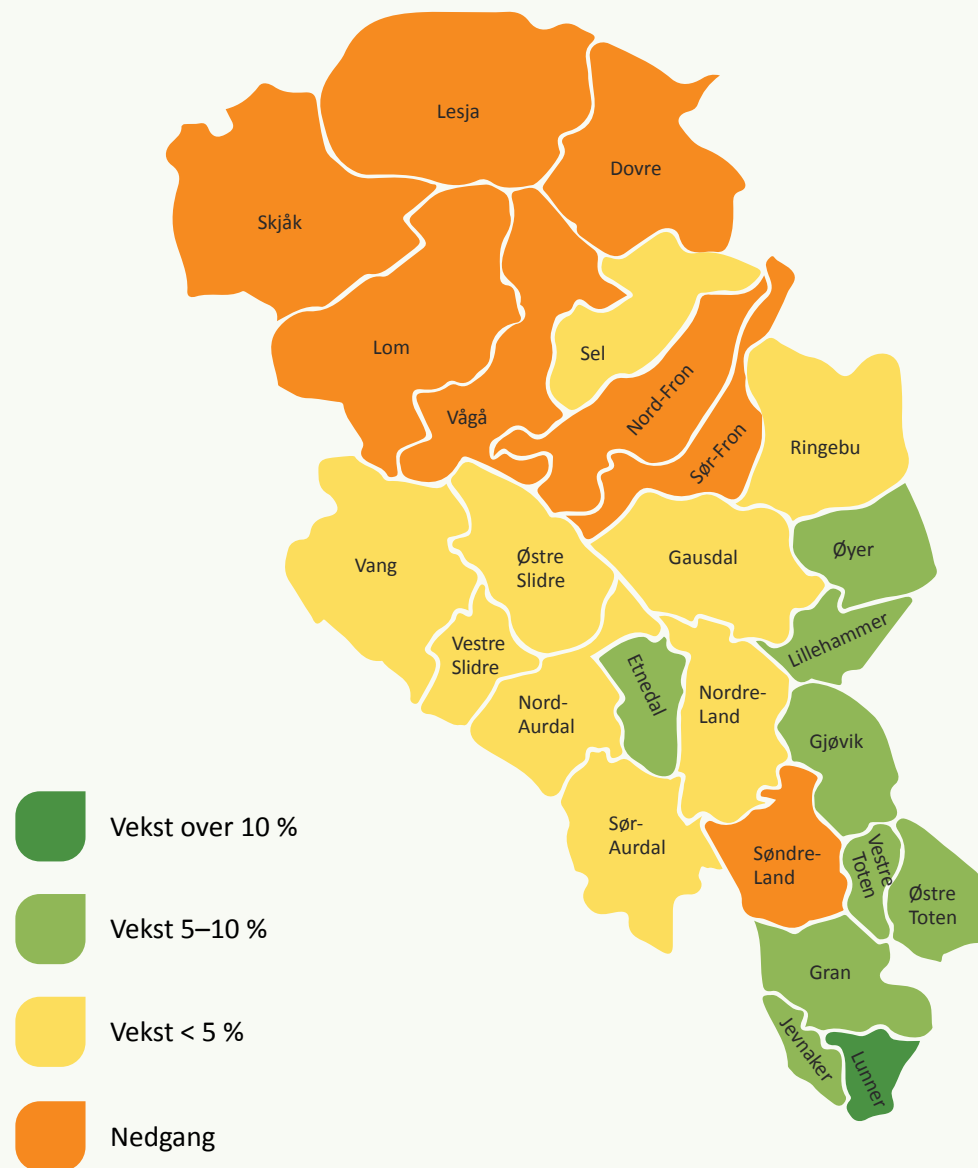 Lesja
Dovre
Skjåk
Lom
Sel
Vågå
Nord-Fron
Sør-Fron
Ringebu
Vang
Østre
Slidre
Gausdal
Øyer
Vestre
Slidre
Lillehammer
Etnedal
Nord-
Aurdal
Nordre-
Land
Gjøvik
Sør-
Aurdal
Søndre-
Land
Vestre
Toten
Østre
Toten
Gran
Jevnaker
Lunner
Vekst over 10 %
Vekst 5–10 %
Vekst < 5 %
Nedgang